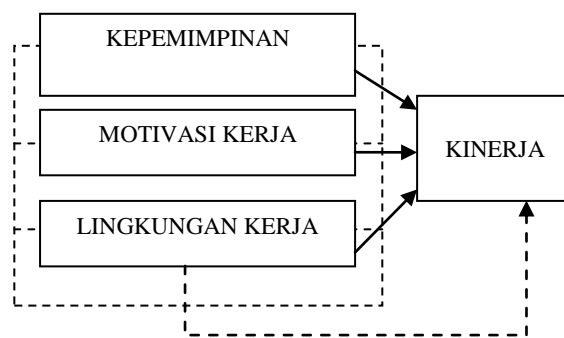 KEPEMIMPINAN
MOTIVASI KERJA
KINERJA
LINGKUNGAN KERJA